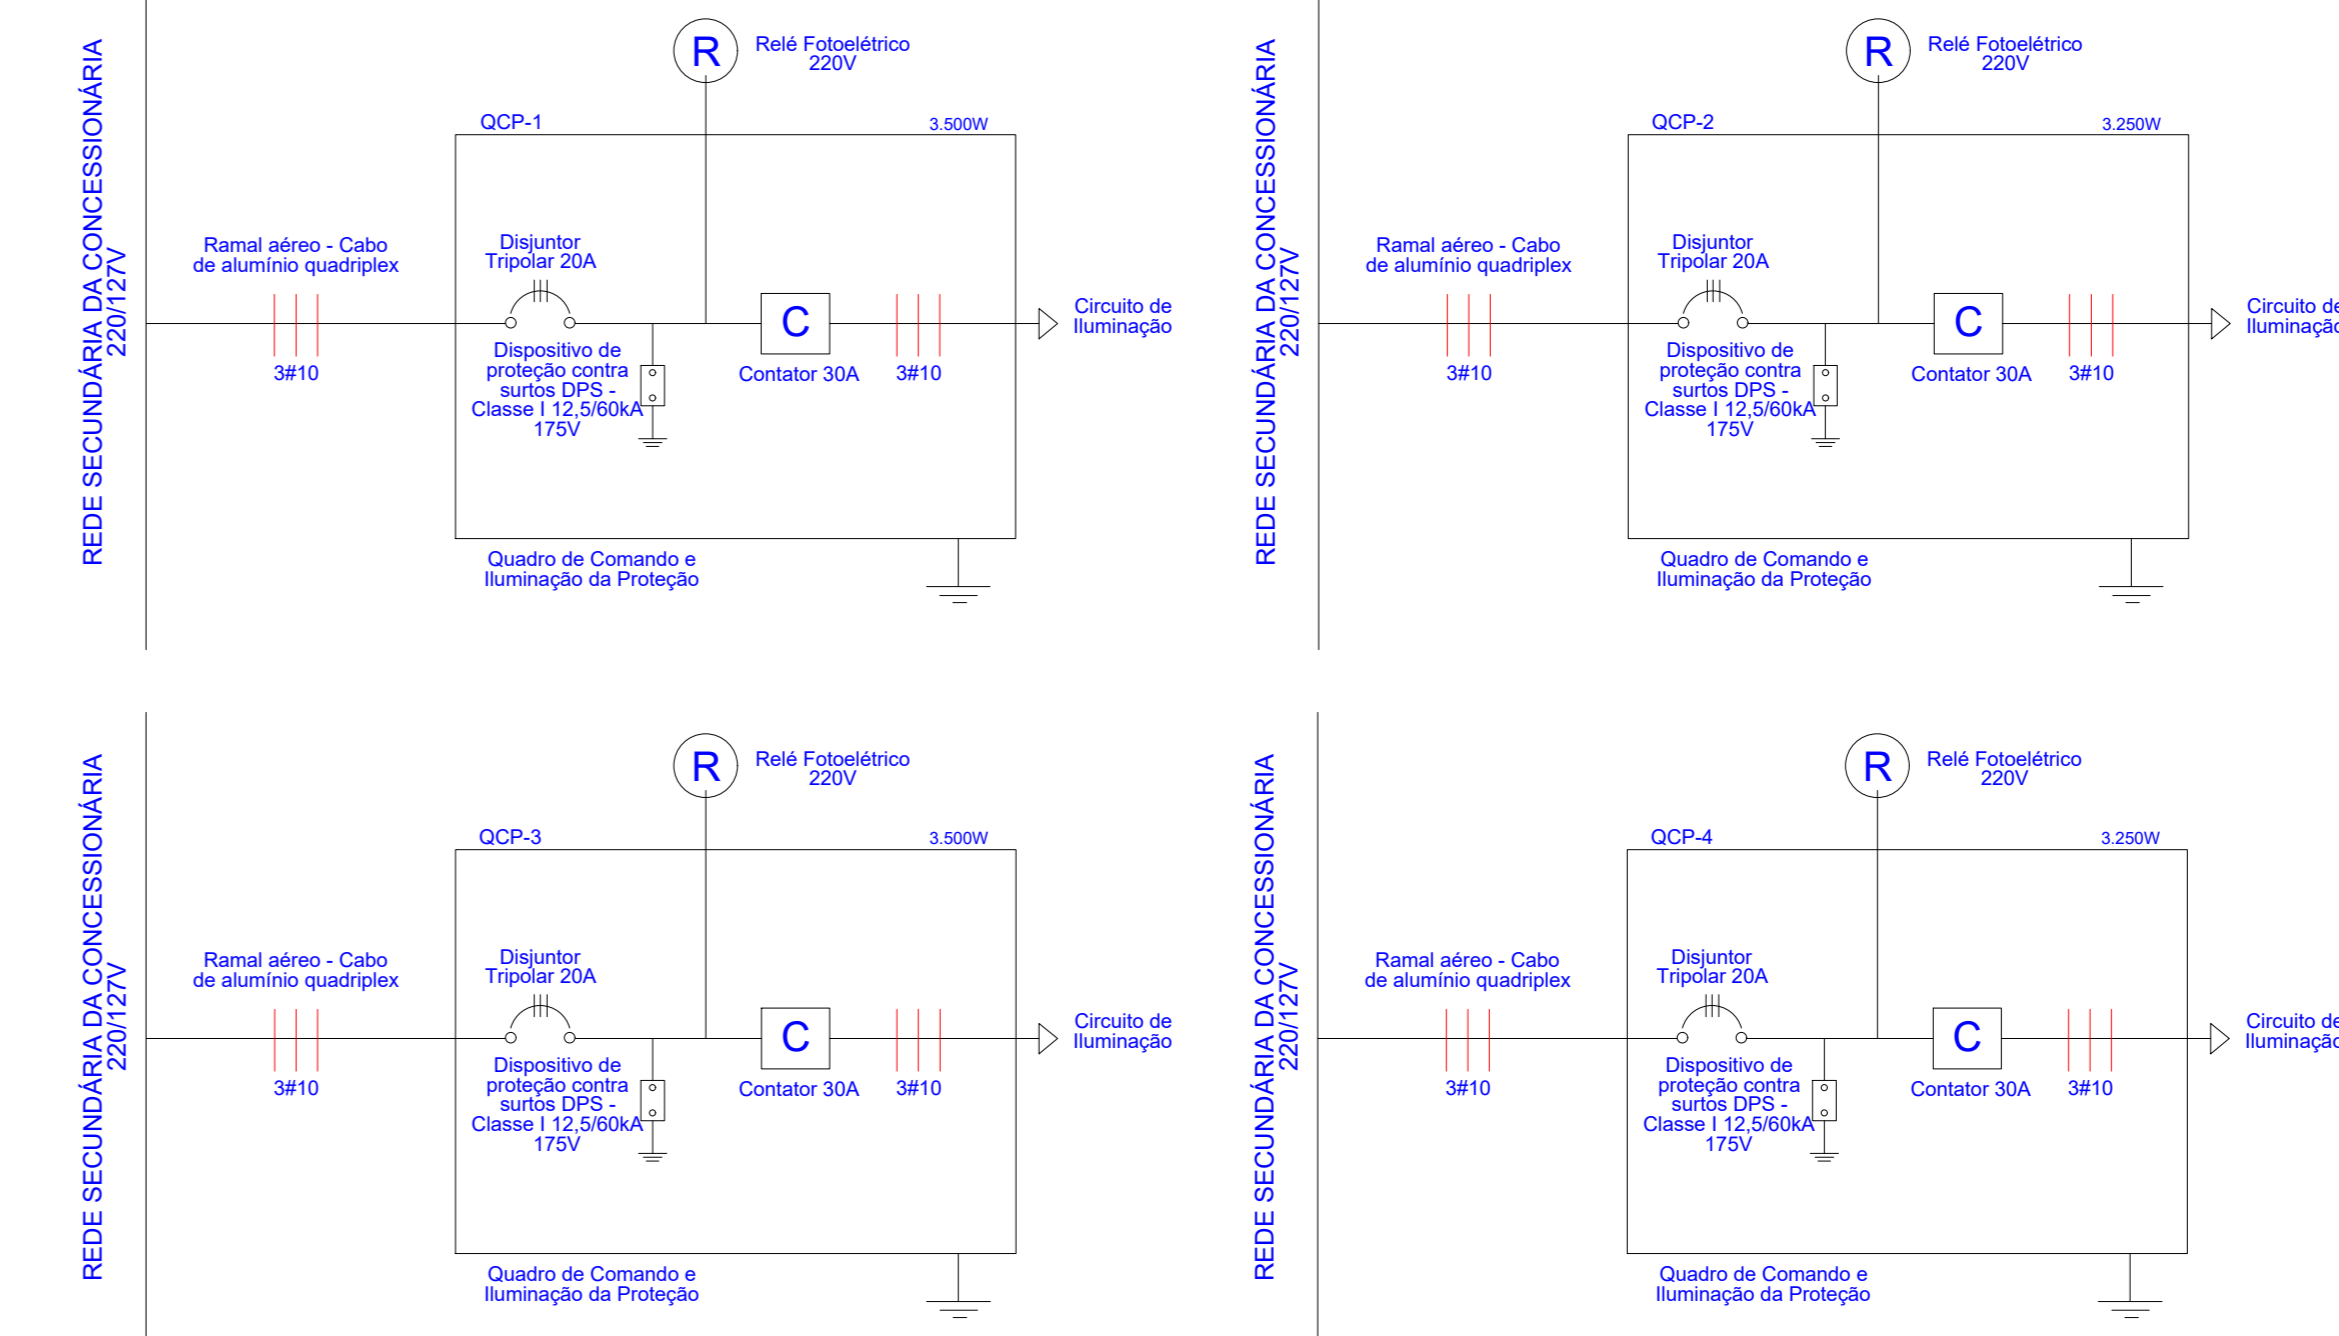 REDE SECUNDÁRIA DA CONCESSIONÁRIA
220/127V
R
Relé Fotoelétrico
220V
QCP-1
3.500W
Ramal aéreo - Cabo
de alumínio quadriplex
3#10
Disjuntor
Tripolar 20A
Dispositivo de
proteção contra
surtos DPS -
Classe I 12,5/60kA
175V
C
Contator 30A
3#10
Circuito de
Iluminação
Quadro de Comando e
Iluminação da Proteção
REDE SECUNDÁRIA DA CONCESSIONÁRIA
220/127V
R
Relé Fotoelétrico
220V
QCP-2
3.250W
Ramal aéreo - Cabo
de alumínio quadriplex
3#10
Disjuntor
Tripolar 20A
Dispositivo de
proteção contra
surtos DPS -
Classe I 12,5/60kA
175V
C
Contator 30A
3#10
Circuito de
Iluminação
Quadro de Comando e
Iluminação da Proteção
REDE SECUNDÁRIA DA CONCESSIONÁRIA
220/127V
R
Relé Fotoelétrico
220V
QCP-3
3.500W
Ramal aéreo - Cabo
de alumínio quadriplex
3#10
Disjuntor
Tripolar 20A
Dispositivo de
proteção contra
surtos DPS -
Classe I 12,5/60kA
175V
C
Contator 30A
3#10
Circuito de
Iluminação
Quadro de Comando e
Iluminação da Proteção
REDE SECUNDÁRIA DA CONCESSIONÁRIA
220/127V
R
Relé Fotoelétrico
220V
QCP-4
3.250W
Ramal aéreo - Cabo
de alumínio quadriplex
3#10
Disjuntor
Tripolar 20A
Dispositivo de
proteção contra
surtos DPS -
Classe I 12,5/60kA
175V
C
Contator 30A
3#10
Circuito de
Iluminação
Quadro de Comando e
Iluminação da Proteção